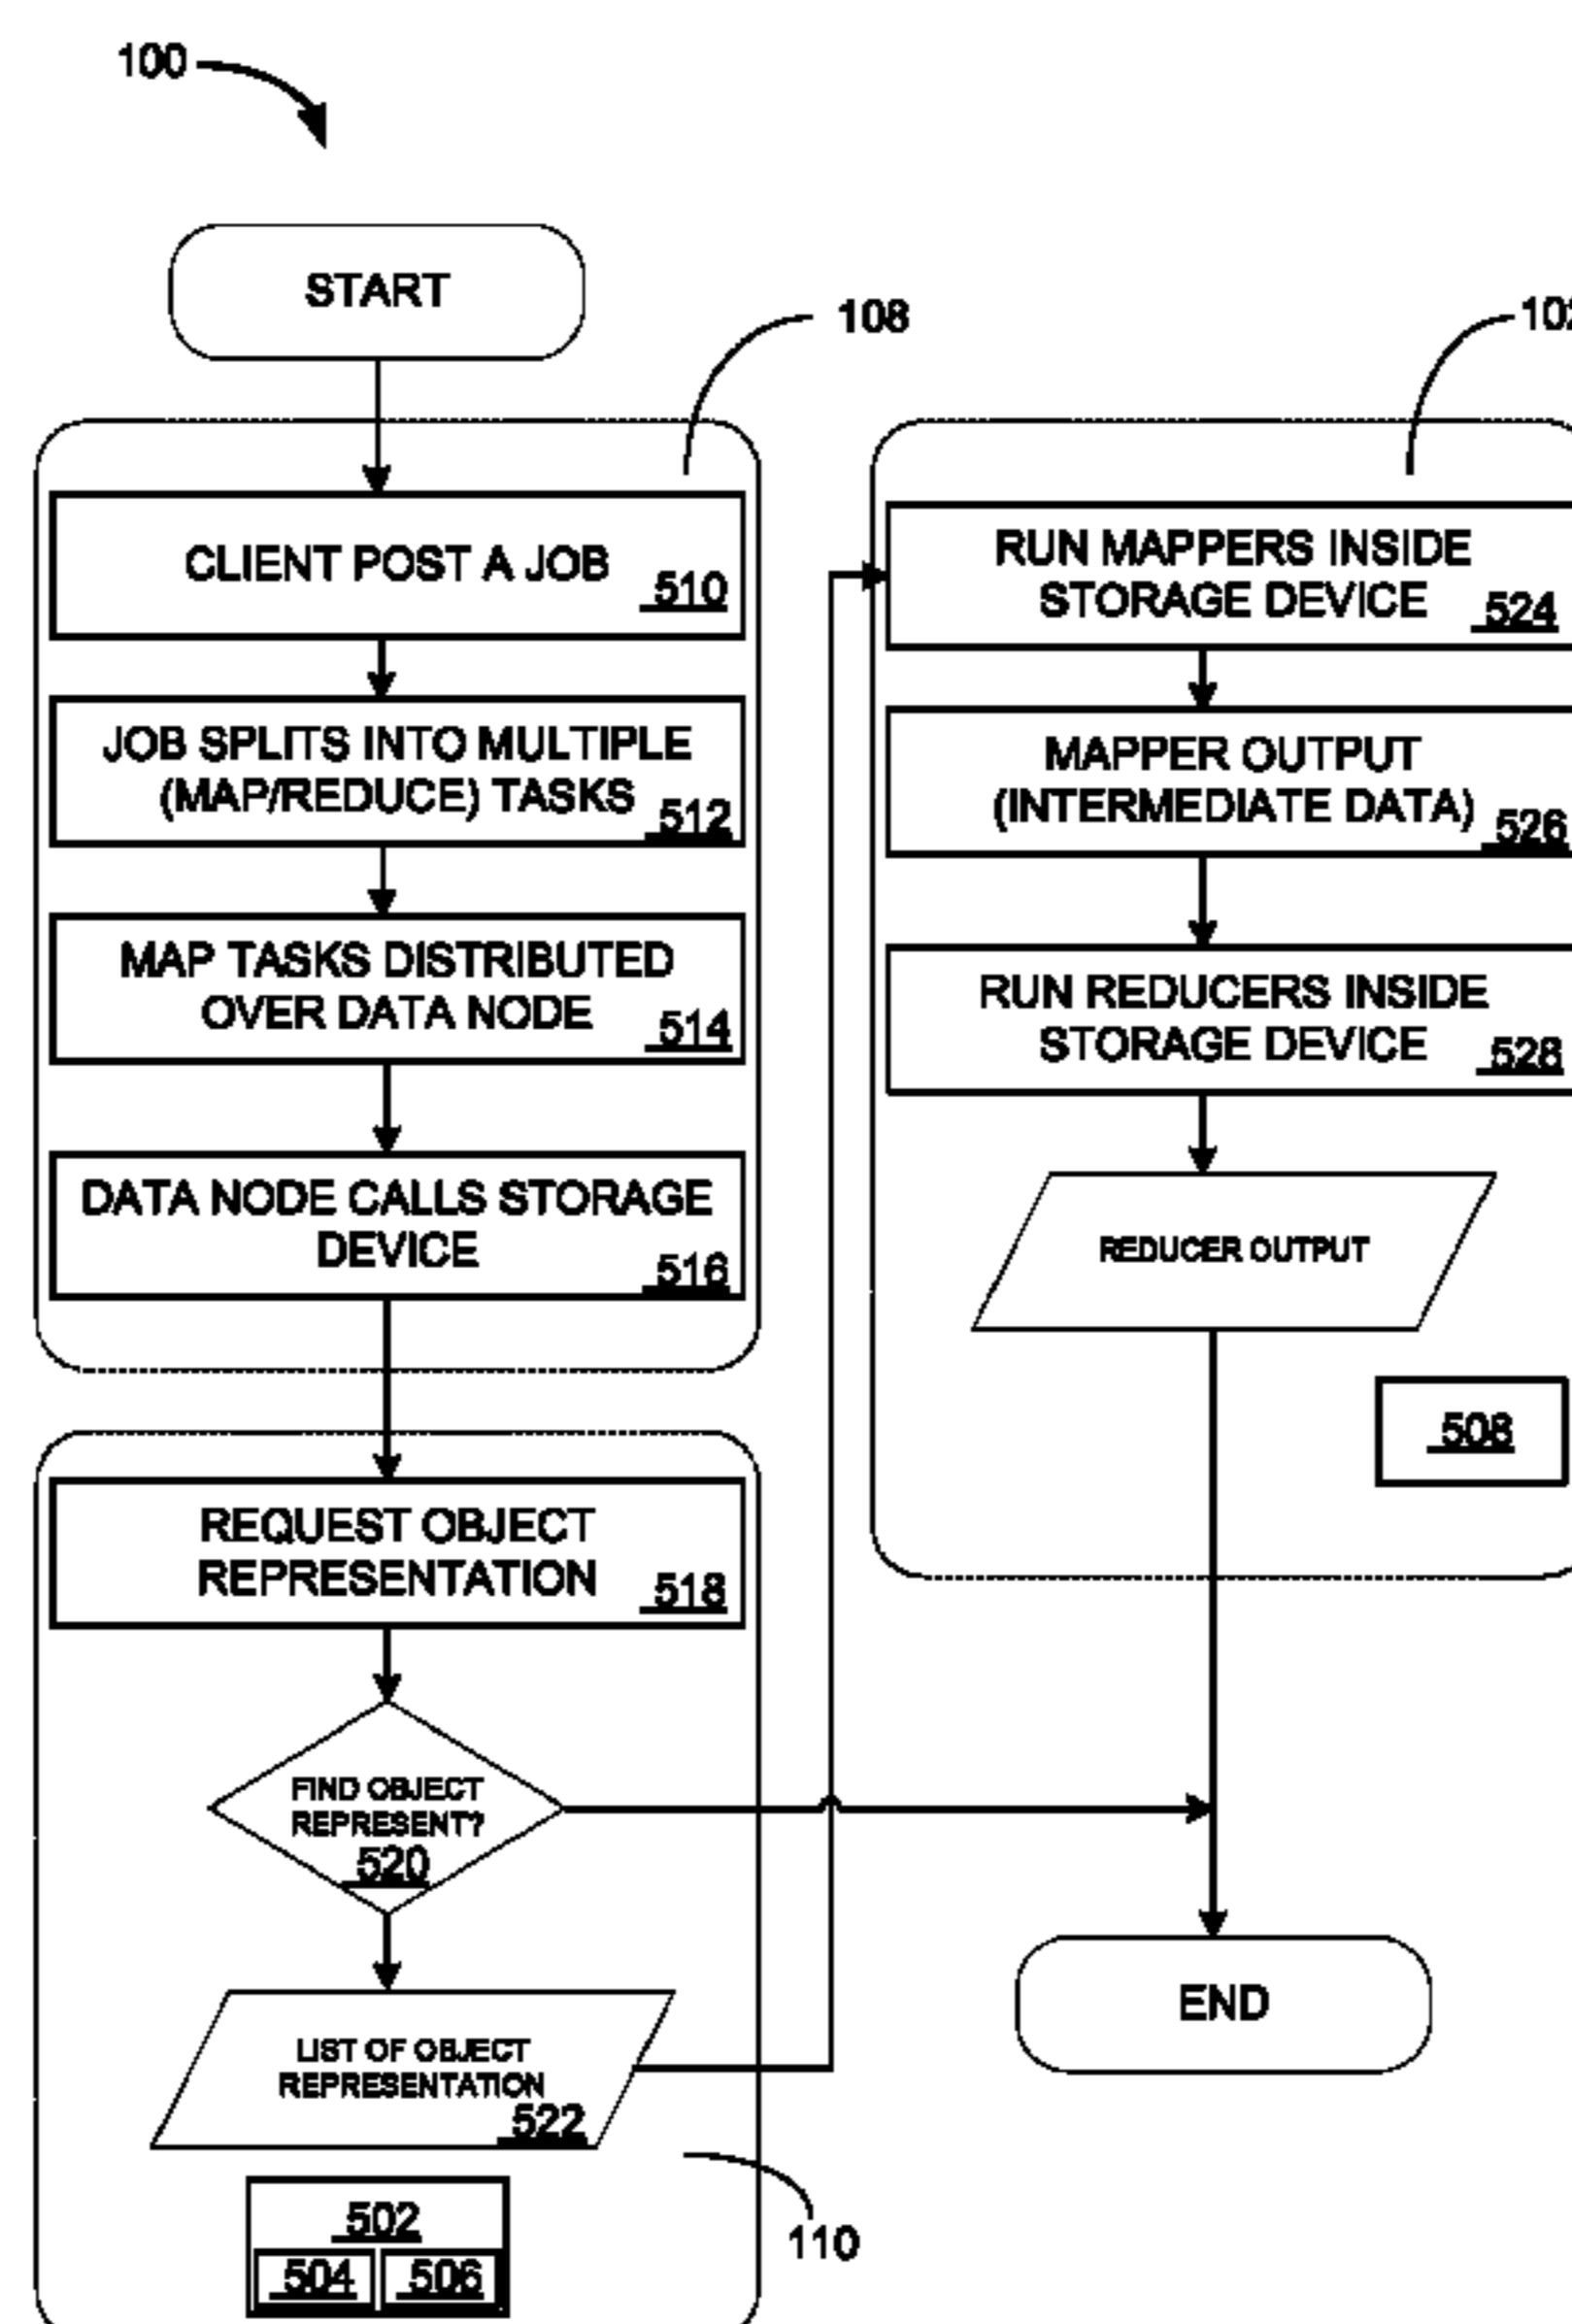 100
START
108
CLIENT POST A JOB
510
JOB SPLITS INTO MULTIPLE
(MAP/REDUCE) TASKS
512
MAP TASKS DISTRIBUTED
OVER DATA NODE
514
DATA NODE CALLS STORAGE
DEVICE
516
REQUEST OBJECT
REPRESENTATION
518
FIND OBJECT
REPRESENT?
520
LIST OF OBJECT
REPRESENTATION
522
502
504 506
110
RUN MAPPERS INSIDE
STORAGE DEVICE
524
MAPPER OUTPUT
(INTERMEDIATE DATA)
526
RUN REDUCERS INSIDE
STORAGE DEVICE
528
REDUCER OUTPUT
508
END